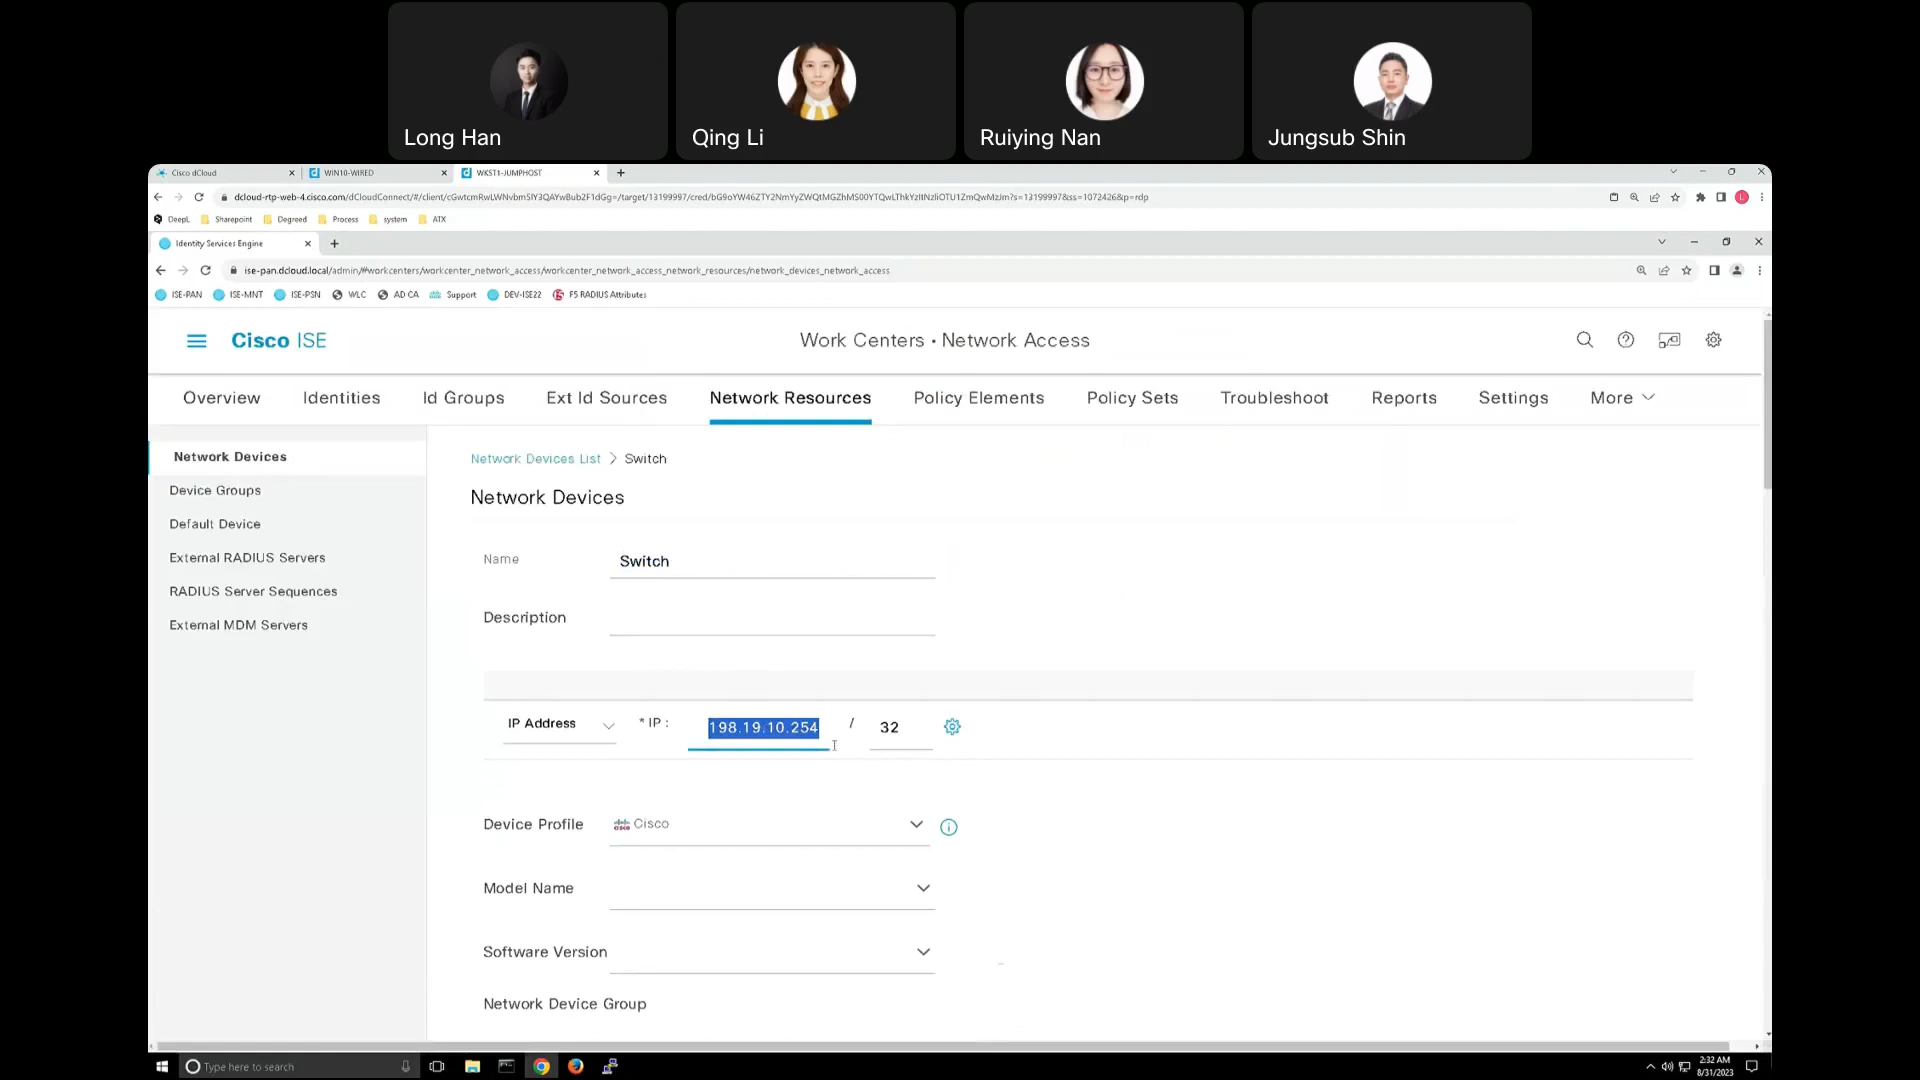 Long Han
Qing Li
Ruiying Nan
Jungsub Shin
Cisco dCloud
WIN10-WIRED
WKST1-JUMPHOST
DeepL Sharepoint Degreed Process system ATX
Identity Services Engine
ise-pan.dcloud.local/admin/#workcenters/workcenter_network_access/workcenter_network_access_network_resources/network_devices_network_access
ISE-PAN ISE-MNT ISE-PSN WLC AD CA Support DEV-ISE22 F5 RADIUS Attributes
Cisco ISE
Work Centers • Network Access
Overview Identities Id Groups Ext Id Sources Network Resources Policy Elements Policy Sets Troubleshoot Reports Settings More
Network Devices
Device Groups
Default Device
External RADIUS Servers
RADIUS Server Sequences
External MDM Servers
Network Devices List > Switch
Network Devices
Name Switch
Description
IP Address * IP : 198.19.10.254 / 32
Device Profile Cisco
Model Name
Software Version
Network Device Group
Type here to search
2:32 AM
8/31/2023